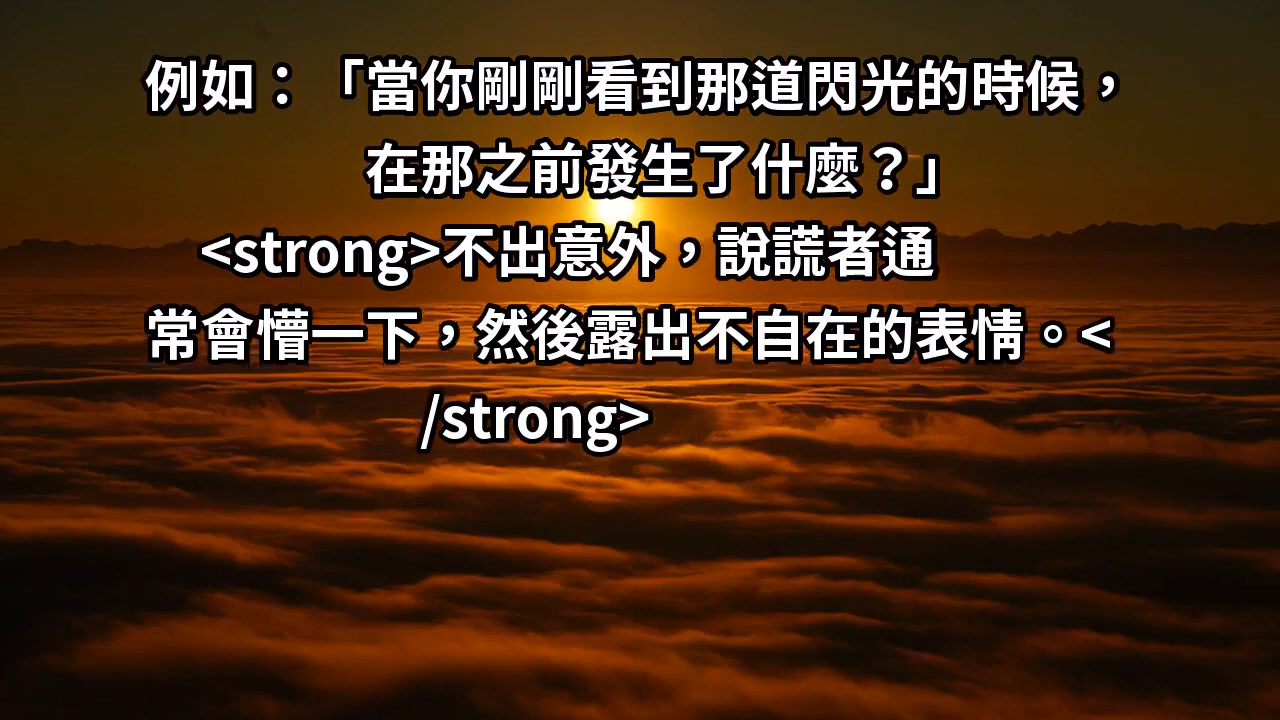 例如：「當你剛剛看到那道閃光的時候，
在那之前發生了什麼？」
<strong>不出意外，說謊者通
常會懵一下，然後露出不自在的表情。<
/strong>